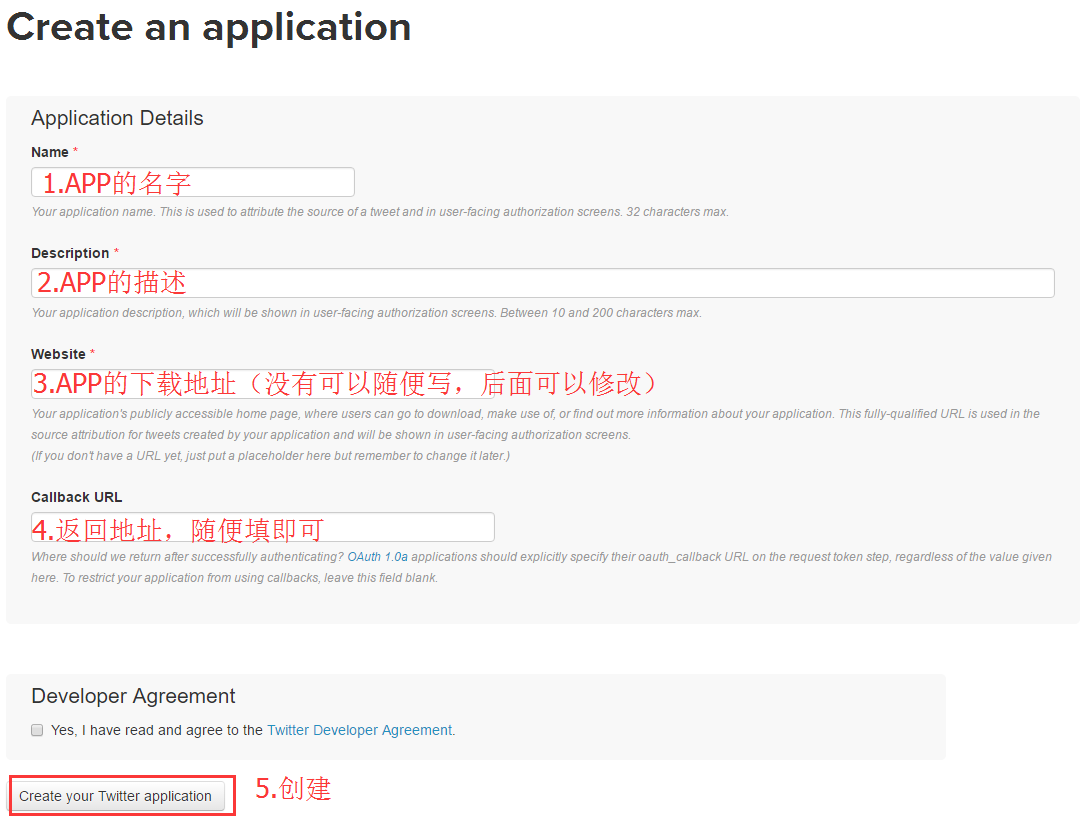 Create an application
Application Details
Name *
1.APP的名字
Your application name. This is used to attribute the source of a tweet and in user-facing authorization screens. 32 characters max.
Description *
2.APP的描述
Your application description, which will be shown in user-facing authorization screens. Between 10 and 200 characters max.
Website *
3.APP的下载地址（没有可以随便写，后面可以修改）
Your application's publicly accessible home page, where users can go to download, make use of, or find out more information about your application. This fully-qualified URL is used in the
source attribution for tweets created by your application and will be shown in user-facing authorization screens.
(If you don't have a URL yet, just put a placeholder here but remember to change it later.)
Callback URL
4.返回地址，随便填即可
Where should we return after successfully authenticating? OAuth 1.0a applications should explicitly specify their oauth_callback URL on the request token step, regardless of the value given
here. To restrict your application from using callbacks, leave this field blank.
Developer Agreement
Yes, I have read and agree to the Twitter Developer Agreement.
Create your Twitter application 5.创建